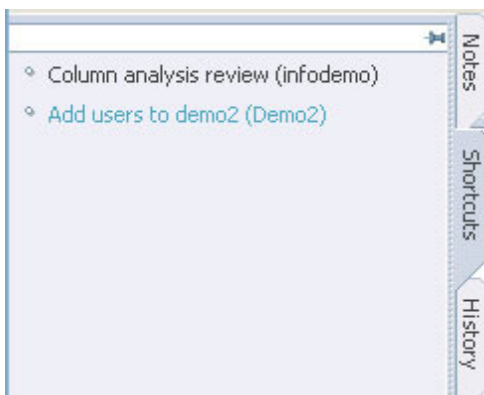 Column analysis review (infodemo)
Add users to demo2 (Demo2)
Notes
Shortcuts
History